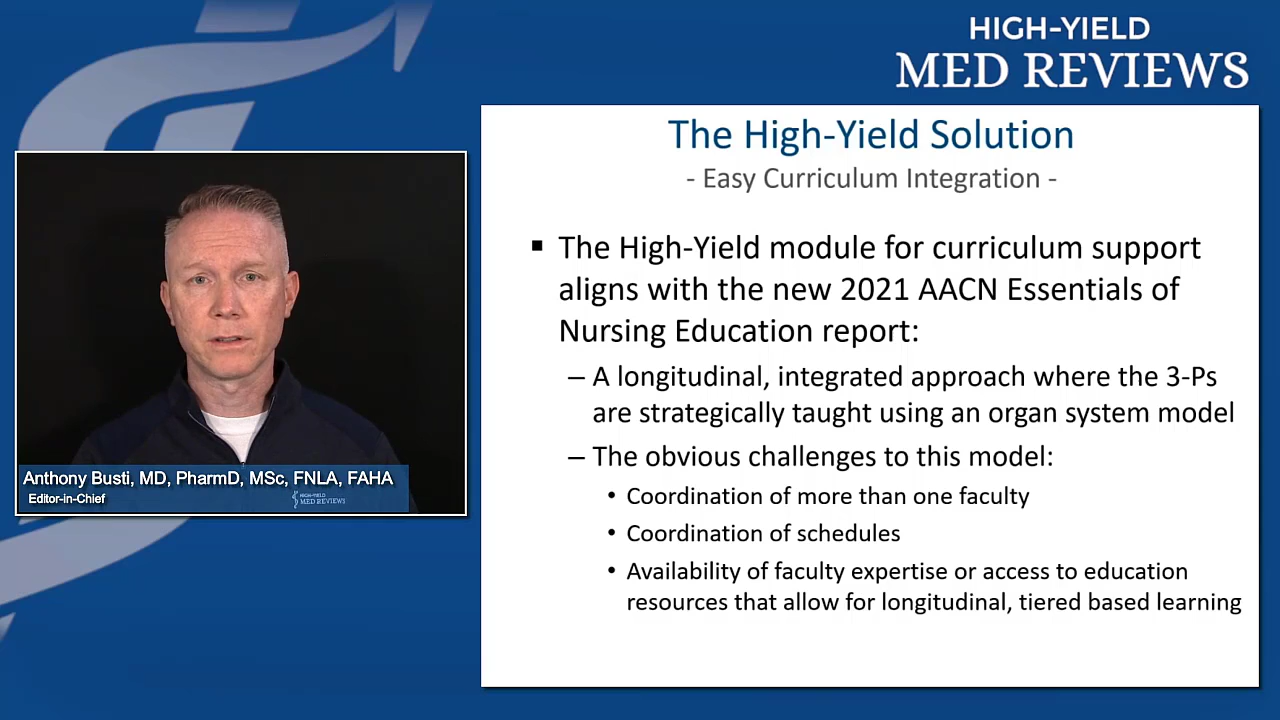 HIGH-YIELD
MED REVIEWS
The High-Yield Solution
- Easy Curriculum Integration -
▪ The High-Yield module for curriculum support
aligns with the new 2021 AACN Essentials of
Nursing Education report:
– A longitudinal, integrated approach where the 3-Ps
are strategically taught using an organ system model
– The obvious challenges to this model:
• Coordination of more than one faculty
• Coordination of schedules
• Availability of faculty expertise or access to education
resources that allow for longitudinal, tiered based learning
Anthony Busti, MD, PharmD, MSc, FNLA, FAHA
Editor-in-Chief
HIGH-YIELD
MED REVIEWS